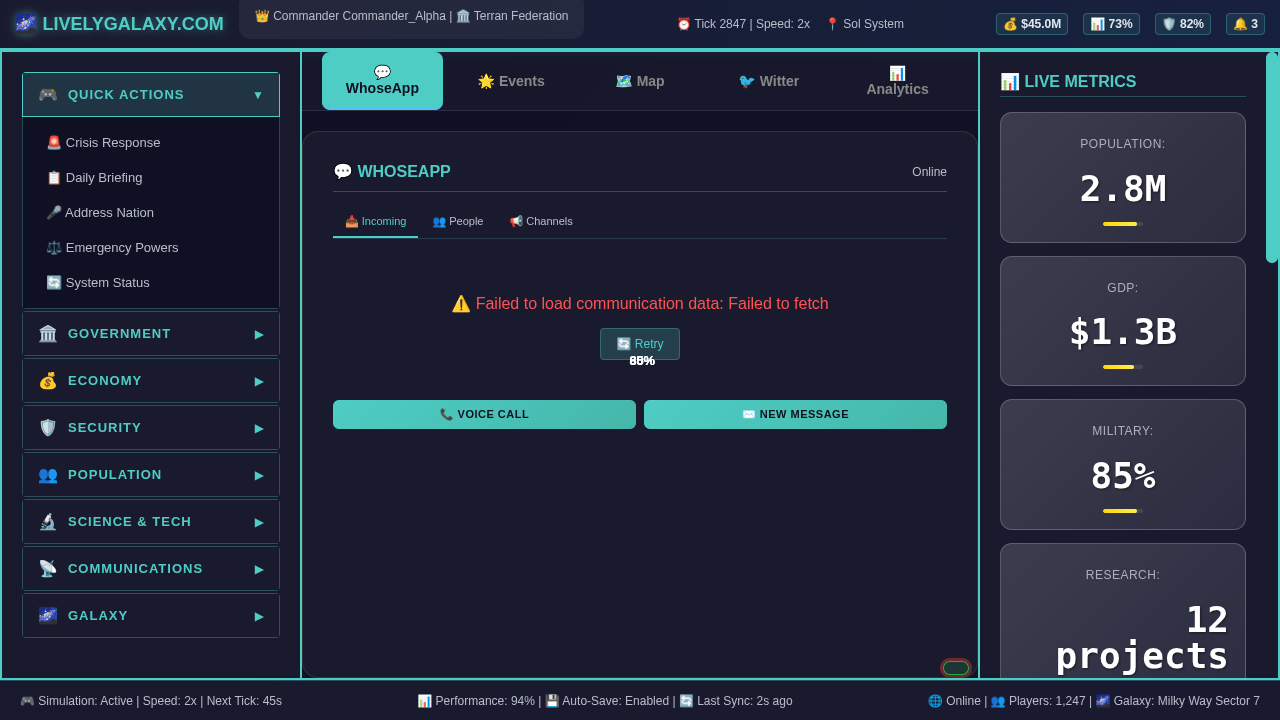 🌌 LIVELYGALAXY.COM
👑 Commander Commander_Alpha | 🏛️ Terran Federation
⏰ Tick 2847 | Speed: 2x
📍 Sol System
💰 $45.0M
📊 73%
🛡️ 82%
🔔 3
🎮 QUICK ACTIONS ▼
🚨 Crisis Response
📋 Daily Briefing
🎤 Address Nation
⚖️ Emergency Powers
🔄 System Status
🏛️ GOVERNMENT ▶
💰 ECONOMY ▶
🛡️ SECURITY ▶
👥 POPULATION ▶
🔬 SCIENCE & TECH ▶
📡 COMMUNICATIONS ▶
🌌 GALAXY ▶
💬
WhoseApp
🌟 Events
🗺️ Map
🐦 Witter
📊
Analytics
💬 WHOSEAPP
Online
📥 Incoming
👥 People
📢 Channels
⚠️ Failed to load communication data: Failed to fetch
🔄 Retry
📞 VOICE CALL
✉️ NEW MESSAGE
📊 LIVE METRICS
POPULATION:
2.8M
GDP:
$1.3B
MILITARY:
85%
RESEARCH:
12
projects
🎮 Simulation: Active | Speed: 2x | Next Tick: 45s
📊 Performance: 94% | 💾 Auto-Save: Enabled | 🔄 Last Sync: 2s ago
🌐 Online | 👥 Players: 1,247 | 🌌 Galaxy: Milky Way Sector 7